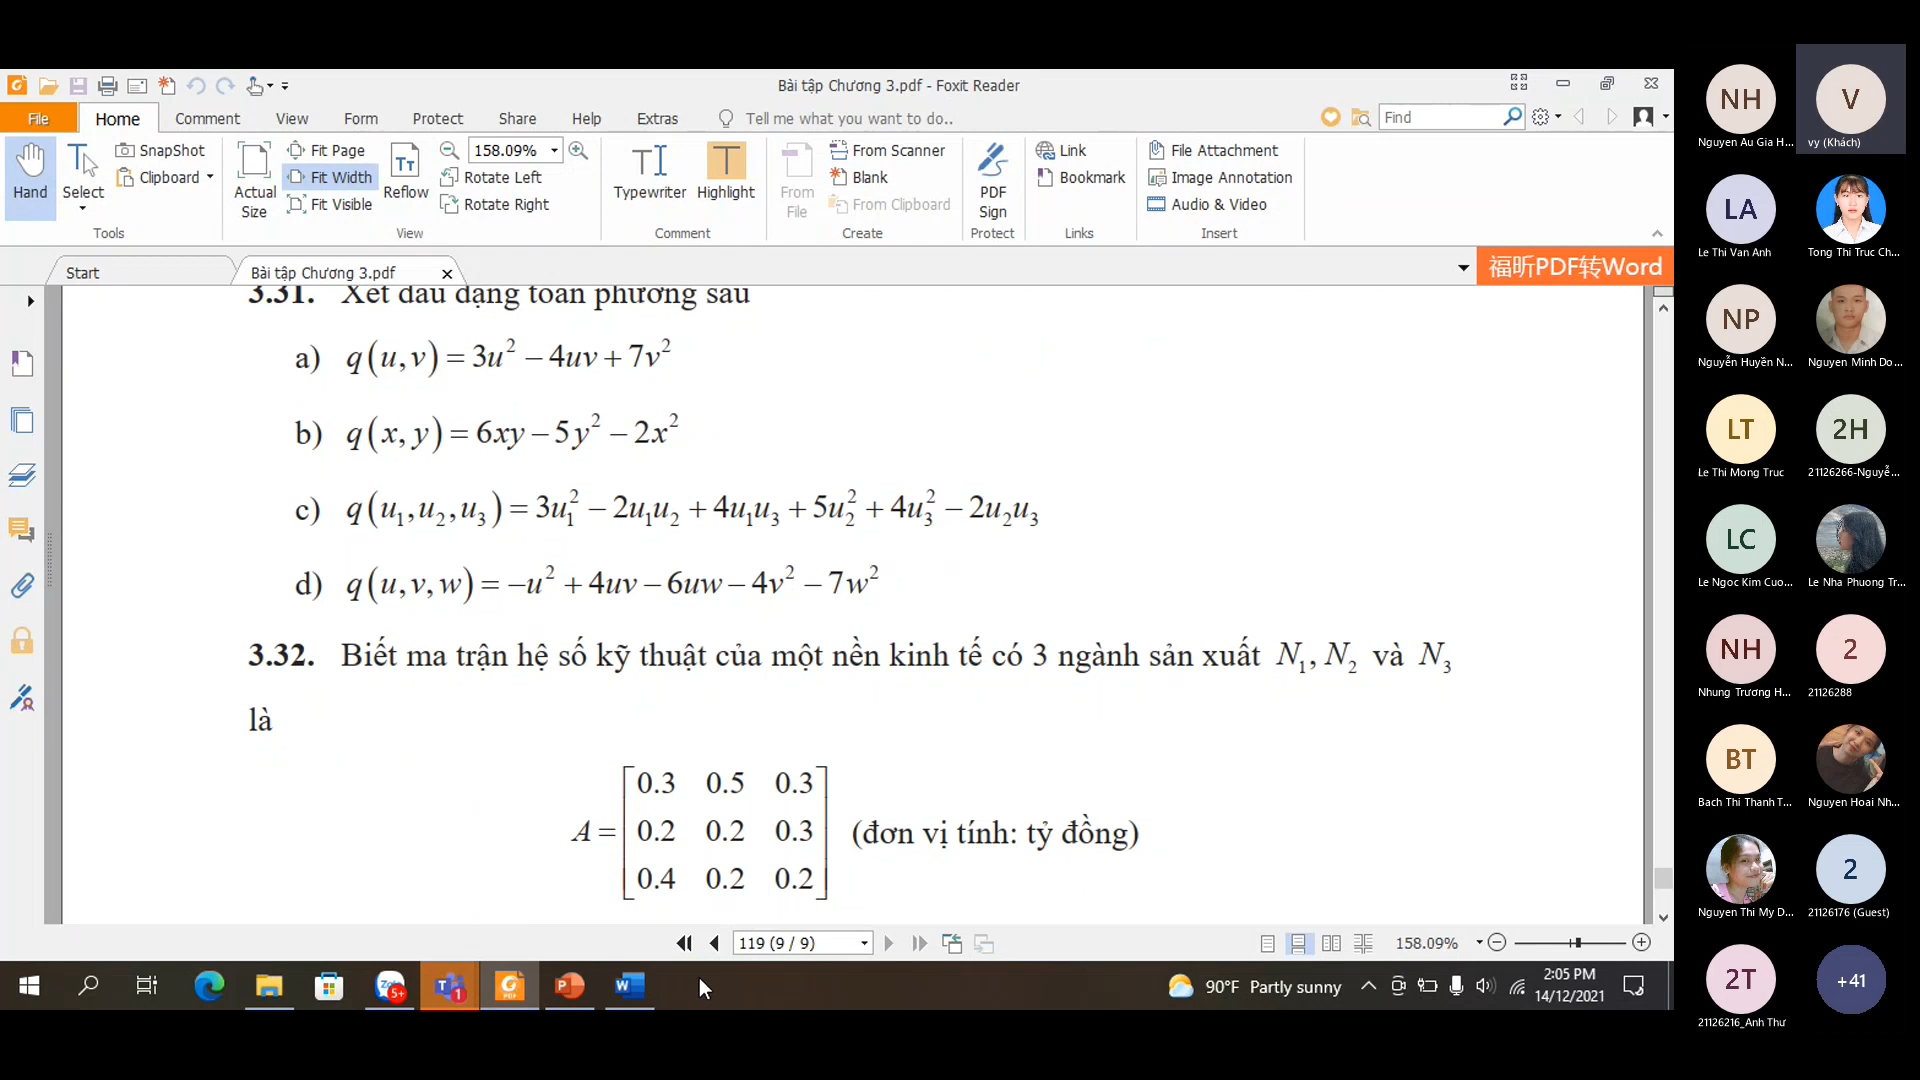 Bài tập Chương 3.pdf - Foxit Reader
File Home Comment View Form Protect Share Help Extras Tell me what you want to do.. Find
Hand
Select
SnapShot
Clipboard
Tools
Actual Size
Fit Page
Fit Width
Fit Visible
Reflow
158.09%
Rotate Left
Rotate Right
View
Typewriter
Highlight
Comment
From File
From Scanner
Blank
From Clipboard
Create
PDF Sign
Protect
Link
Bookmark
Links
File Attachment
Image Annotation
Audio & Video
Insert
Start
Bài tập Chương 3.pdf
福昕PDF转Word
3.31. Xét dấu dạng toàn phương sau
a) q(u,v) = 3u² − 4uv + 7v²
b) q(x,y) = 6xy − 5y² − 2x²
c) q(u₁,u₂,u₃) = 3u₁² − 2u₁u₂ + 4u₁u₃ + 5u₂² + 4u₃² − 2u₂u₃
d) q(u,v,w) = −u² + 4uv − 6uw − 4v² − 7w²
3.32. Biết ma trận hệ số kỹ thuật của một nền kinh tế có 3 ngành sản xuất N₁, N₂ và N₃
là
0.3 0.5 0.3
A = 0.2 0.2 0.3 (đơn vị tính: tỷ đồng)
0.4 0.2 0.2
119 (9 / 9)
158.09%
5+
1
90°F Partly sunny
2:05 PM
14/12/2021
NH
Nguyen Au Gia H...
V
vy (Khách)
LA
Le Thi Van Anh
Tong Thi Truc Ch...
NP
Nguyễn Huyền N...
Nguyen Minh Do...
LT
Le Thi Mong Truc
2H
21126266-Nguyễ...
LC
Le Ngoc Kim Cuo...
Le Nha Phuong Tr...
NH
Nhung Trương H...
2
21126288
BT
Bach Thi Thanh T...
Nguyen Hoai Nh...
Nguyen Thi My D...
2
21126176 (Guest)
2T
21126216_Anh Thư
+41